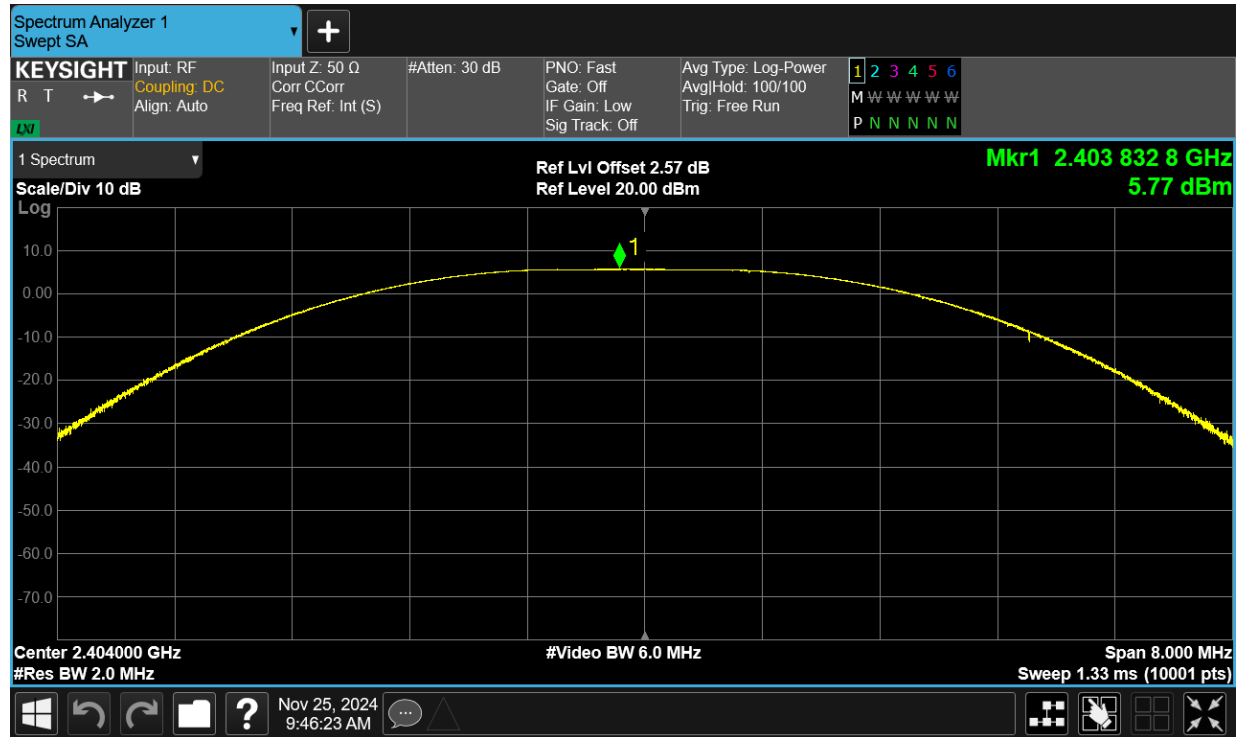 Spectrum Analyzer 1
Swept SA
KEYSIGHT
R T
LXI
Input: RF
Coupling: DC
Align: Auto
Input Z: 50 Ω
Corr CCorr
Freq Ref: Int (S)
#Atten: 30 dB
PNO: Fast
Gate: Off
IF Gain: Low
Sig Track: Off
Avg Type: Log-Power
Avg|Hold: 100/100
Trig: Free Run
1 2 3 4 5 6
M W W W W W
P N N N N N
1 Spectrum
Scale/Div 10 dB
Log
Ref Lvl Offset 2.57 dB
Ref Level 20.00 dBm
Mkr1 2.403 832 8 GHz
5.77 dBm
1
10.0
0.00
-10.0
-20.0
-30.0
-40.0
-50.0
-60.0
-70.0
Center 2.404000 GHz
#Res BW 2.0 MHz
#Video BW 6.0 MHz
Span 8.000 MHz
Sweep 1.33 ms (10001 pts)
?
Nov 25, 2024
9:46:23 AM